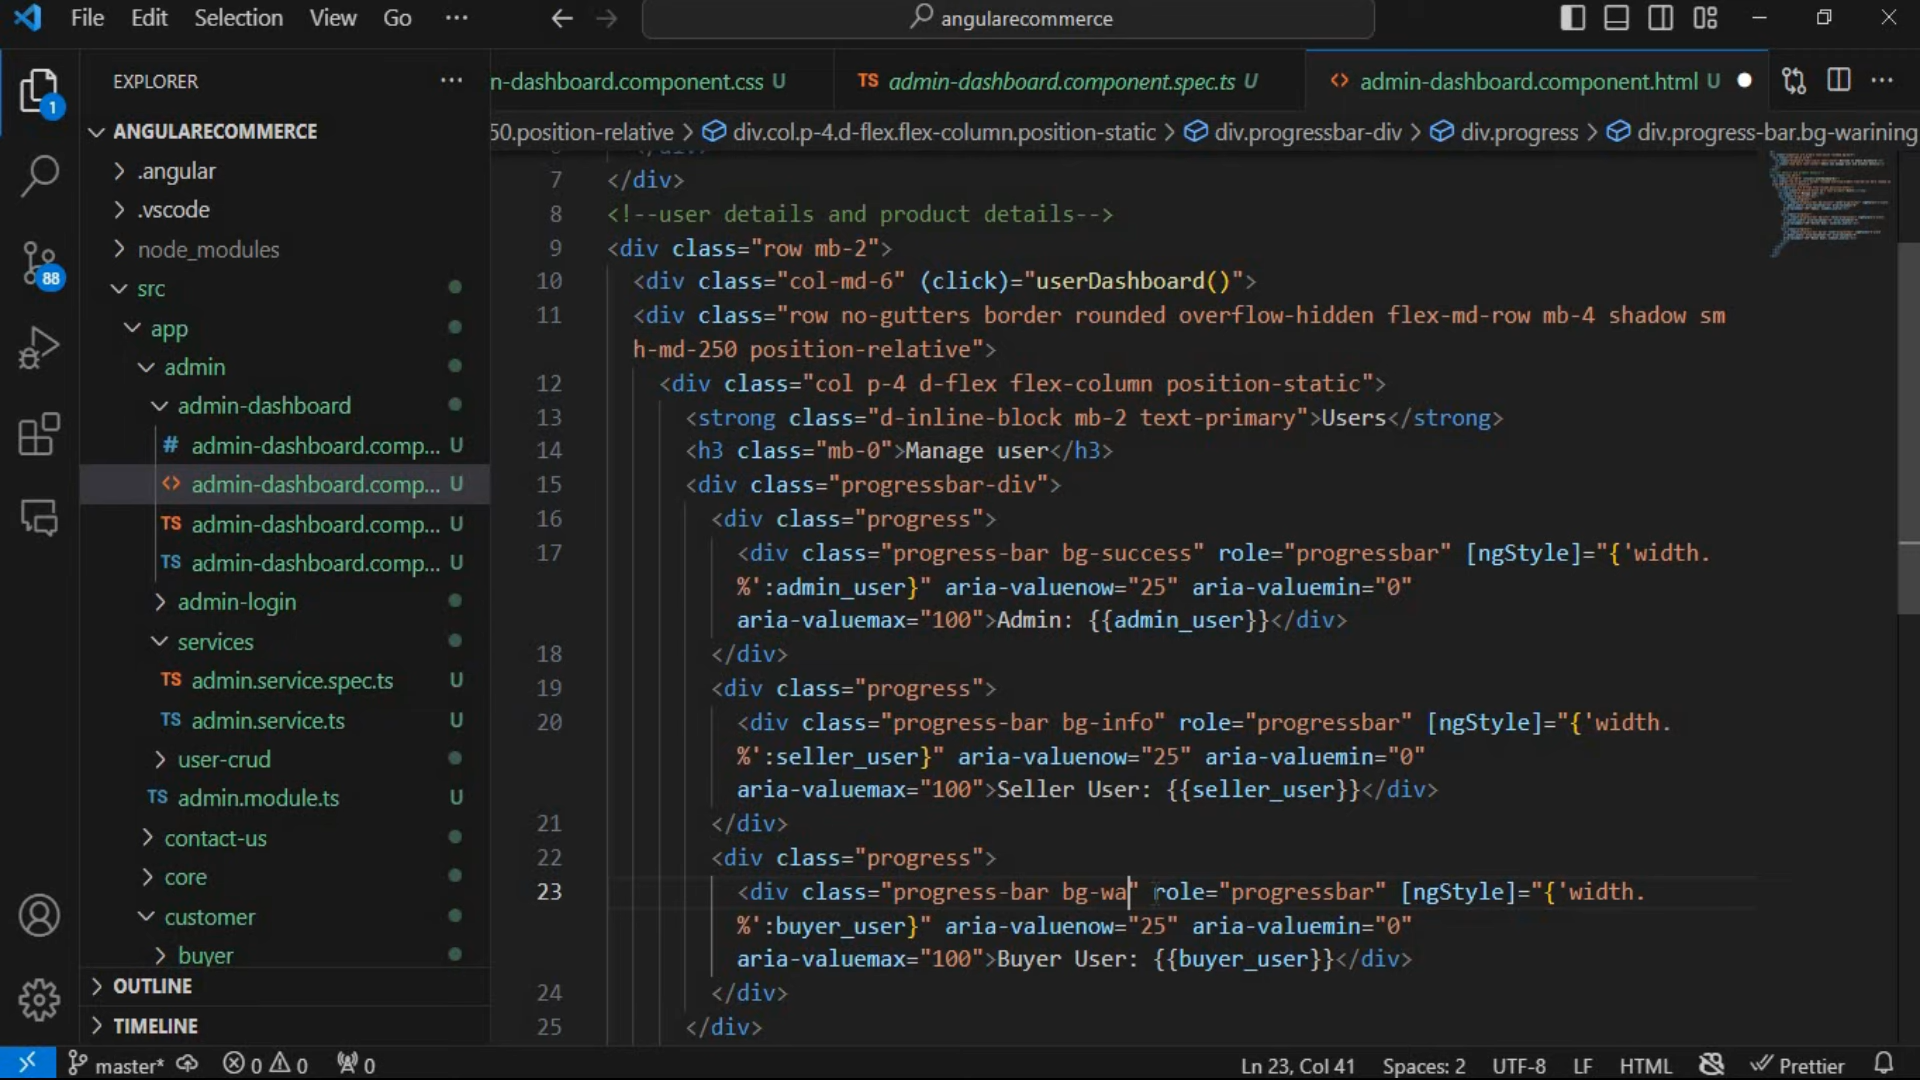 File Edit Selection View Go ··· angularecommerce
EXPLORER ···
n-dashboard.component.css U
TS admin-dashboard.component.spec.ts U
<> admin-dashboard.component.html U
50.position-relative > div.col.p-4.d-flex.flex-column.position-static > div.progressbar-div > div.progress > div.progress-bar.bg-warining
1
88
ANGULARECOMMERCE
.angular
.vscode
node_modules
src
app
admin
admin-dashboard
# admin-dashboard.comp... U
<> admin-dashboard.comp... U
TS admin-dashboard.comp... U
TS admin-dashboard.comp... U
admin-login
services
TS admin.service.spec.ts U
TS admin.service.ts U
user-crud
TS admin.module.ts U
contact-us
core
customer
buyer
OUTLINE
TIMELINE
7 </div>
8 <!--user details and product details-->
9 <div class="row mb-2">
10 <div class="col-md-6" (click)="userDashboard()">
11 <div class="row no-gutters border rounded overflow-hidden flex-md-row mb-4 shadow sm
h-md-250 position-relative">
12 <div class="col p-4 d-flex flex-column position-static">
13 <strong class="d-inline-block mb-2 text-primary">Users</strong>
14 <h3 class="mb-0">Manage user</h3>
15 <div class="progressbar-div">
16 <div class="progress">
17 <div class="progress-bar bg-success" role="progressbar" [ngStyle]="{'width.
%':admin_user}" aria-valuenow="25" aria-valuemin="0"
aria-valuemax="100">Admin: {{admin_user}}</div>
18 </div>
19 <div class="progress">
20 <div class="progress-bar bg-info" role="progressbar" [ngStyle]="{'width.
%':seller_user}" aria-valuenow="25" aria-valuemin="0"
aria-valuemax="100">Seller User: {{seller_user}}</div>
21 </div>
22 <div class="progress">
23 <div class="progress-bar bg-wa" role="progressbar" [ngStyle]="{'width.
%':buyer_user}" aria-valuenow="25" aria-valuemin="0"
aria-valuemax="100">Buyer User: {{buyer_user}}</div>
24 </div>
25 </div>
master* 0 0 0 Ln 23, Col 41 Spaces: 2 UTF-8 LF HTML Prettier